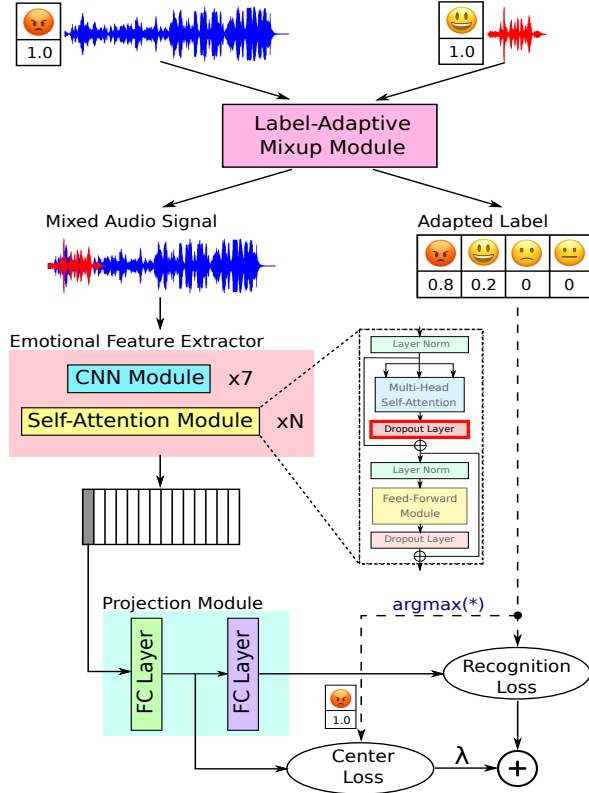 1.0
1.0
Label-Adaptive
Mixup Module
Mixed Audio Signal
Adapted Label
0.8 0.2 0 0
Emotional Feature Extractor
CNN Module x7
Self-Attention Module xN
Layer Norm
Multi-Head
Self-Attention
Dropout Layer
Layer Norm
Feed-Forward
Module
Dropout Layer
argmax(*)
Projection Module
FC Layer
FC Layer
Recognition
Loss
1.0
Center
Loss
λ